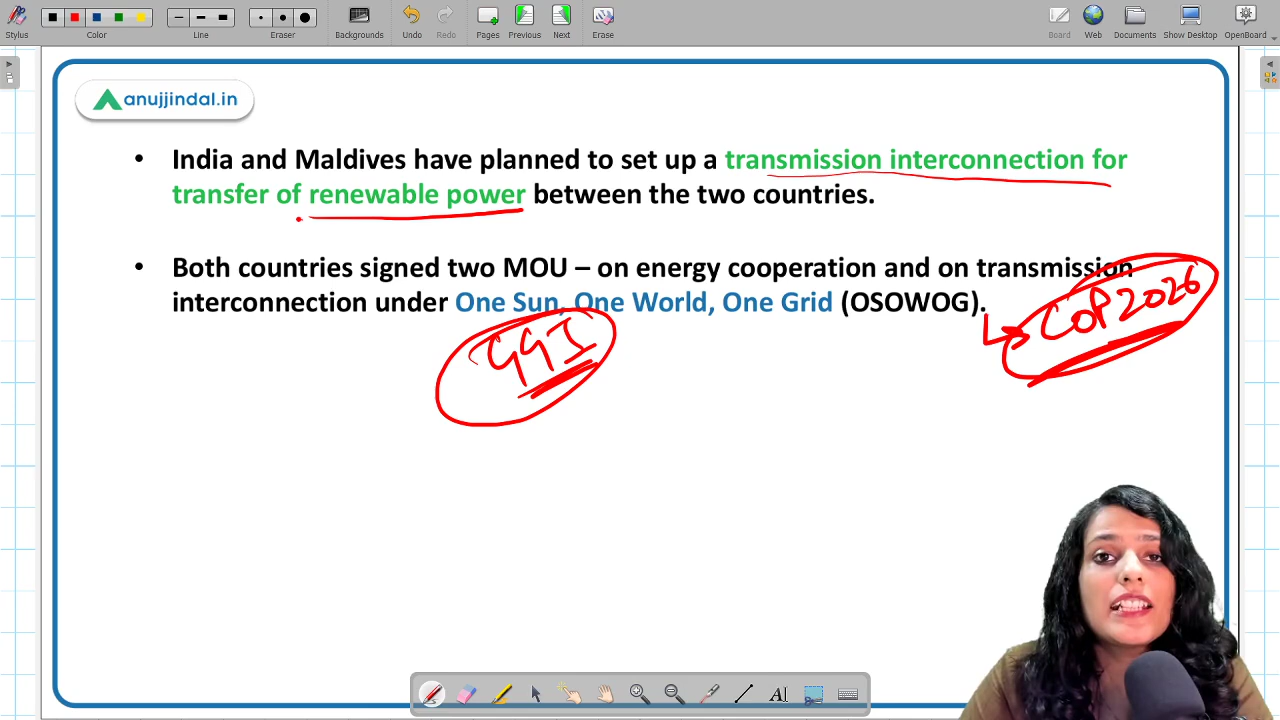 Stylus
Color
Line
Eraser
Backgrounds
Undo
Redo
Pages
Previous
Next
Erase
Board
Web
Documents
Show Desktop
OpenBoard
anujjindal.in
• India and Maldives have planned to set up a transmission interconnection for
transfer of renewable power between the two countries.
• Both countries signed two MOU – on energy cooperation and on transmission
interconnection under One Sun, One World, One Grid (OSOWOG).
COP2026
GGI
AI